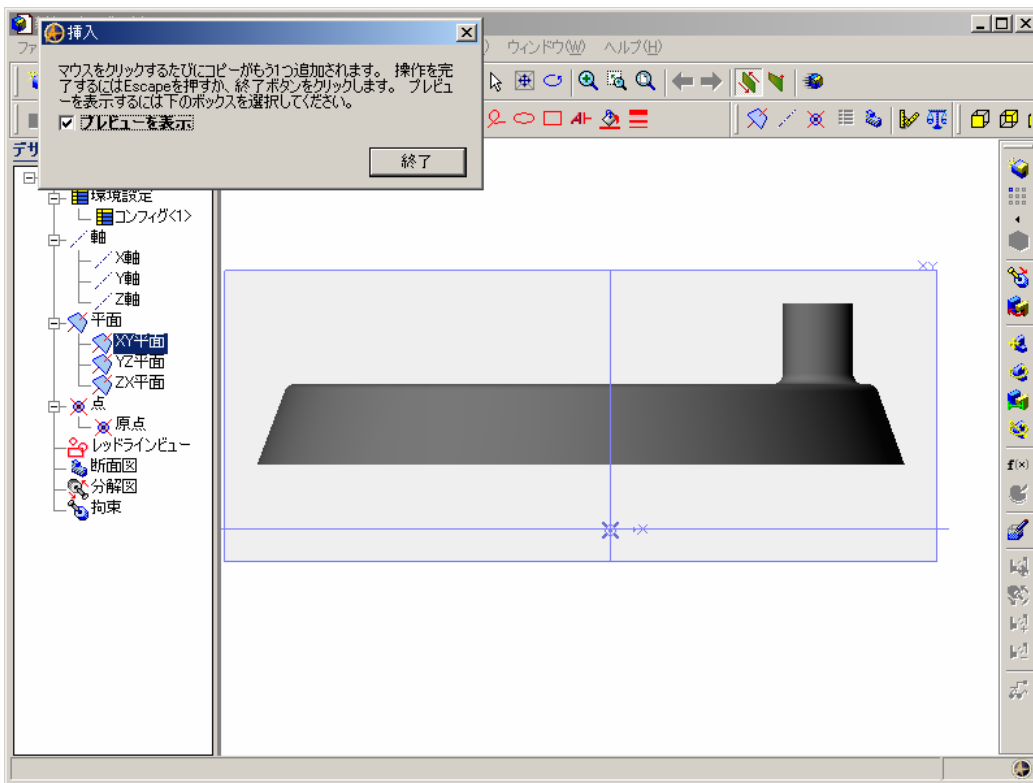 挿入
マウスをクリックするたびにコピーがもう1つ追加されます。 操作を完
了するにはEscapeを押すか、終了ボタンをクリックします。 プレビュ
ーを表示するには下のボックスを選択してください。
プレビューを表示
終了
ウィンドウ(W) ヘルプ(H)
環境設定
コンフィグ<1>
軸
X軸
Y軸
Z軸
平面
XY平面
YZ平面
ZX平面
点
原点
レッドラインビュー
断面図
分解図
拘束
XY
X
f(x)